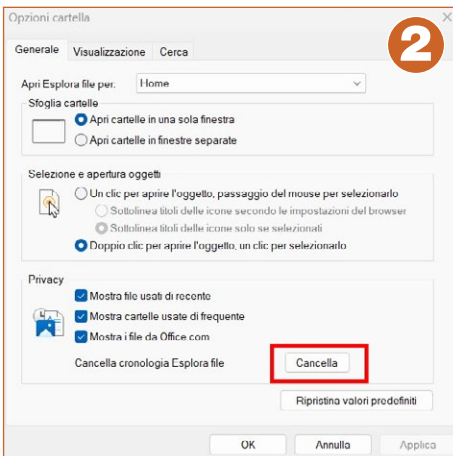 Opzioni cartella
2
Generale Visualizzazione Cerca
Apri Esplora file per: Home
Sfoglia cartelle
Apri cartelle in una sola finestra
Apri cartelle in finestre separate
Selezione e apertura oggetti
Un clic per aprire l'oggetto, passaggio del mouse per selezionarlo
Sottolinea titoli delle icone secondo le impostazioni del browser
Sottolinea titoli delle icone solo se selezionati
Doppio clic per aprire l'oggetto, un clic per selezionarlo
Privacy
Mostra file usati di recente
Mostra cartelle usate di frequente
Mostra i file da Office.com
Cancella cronologia Esplora file Cancella
Ripristina valori predefiniti
OK Annulla Applica